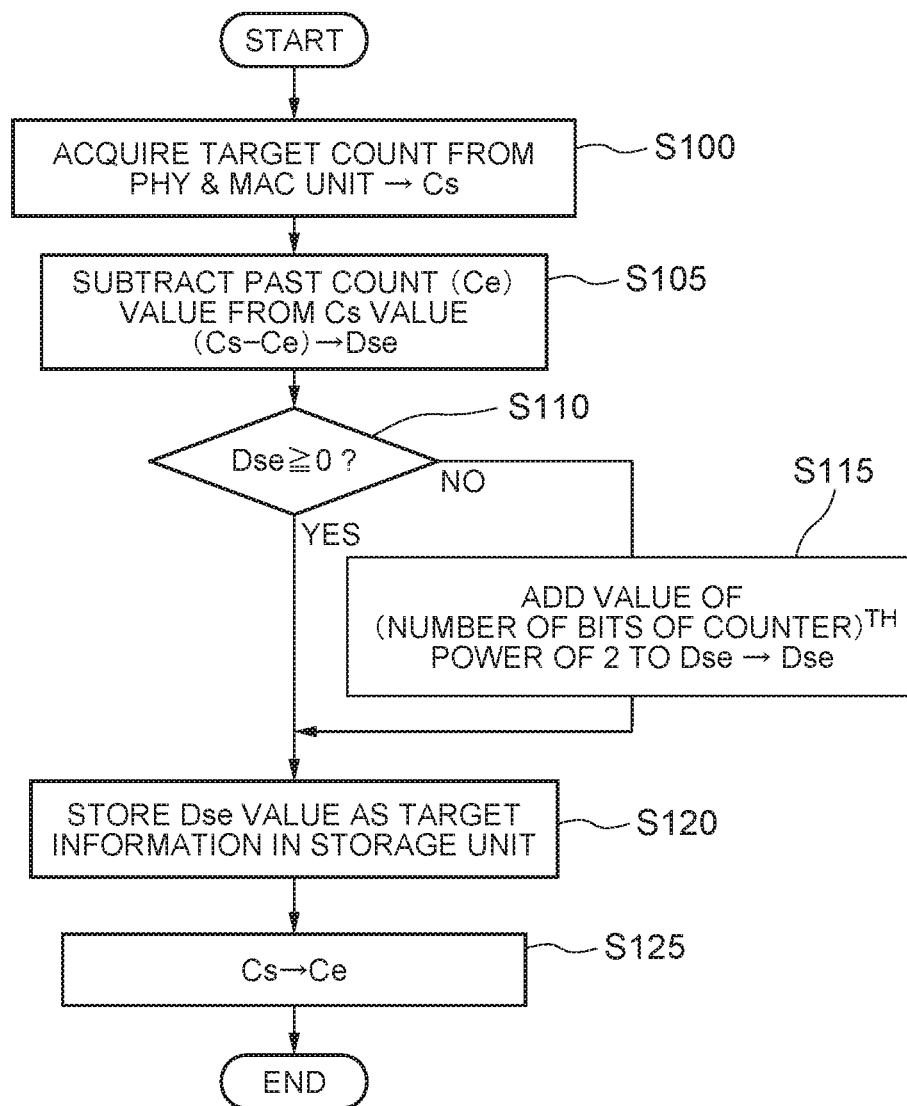 START
ACQUIRE TARGET COUNT FROM
PHY & MAC UNIT → Cs
S100
SUBTRACT PAST COUNT (Ce)
VALUE FROM Cs VALUE
(Cs-Ce)→Dse
S105
S110
Dse≧0 ?
NO
YES
S115
ADD VALUE OF
(NUMBER OF BITS OF COUNTER)TH
POWER OF 2 TO Dse → Dse
STORE Dse VALUE AS TARGET
INFORMATION IN STORAGE UNIT
S120
Cs→Ce
S125
END